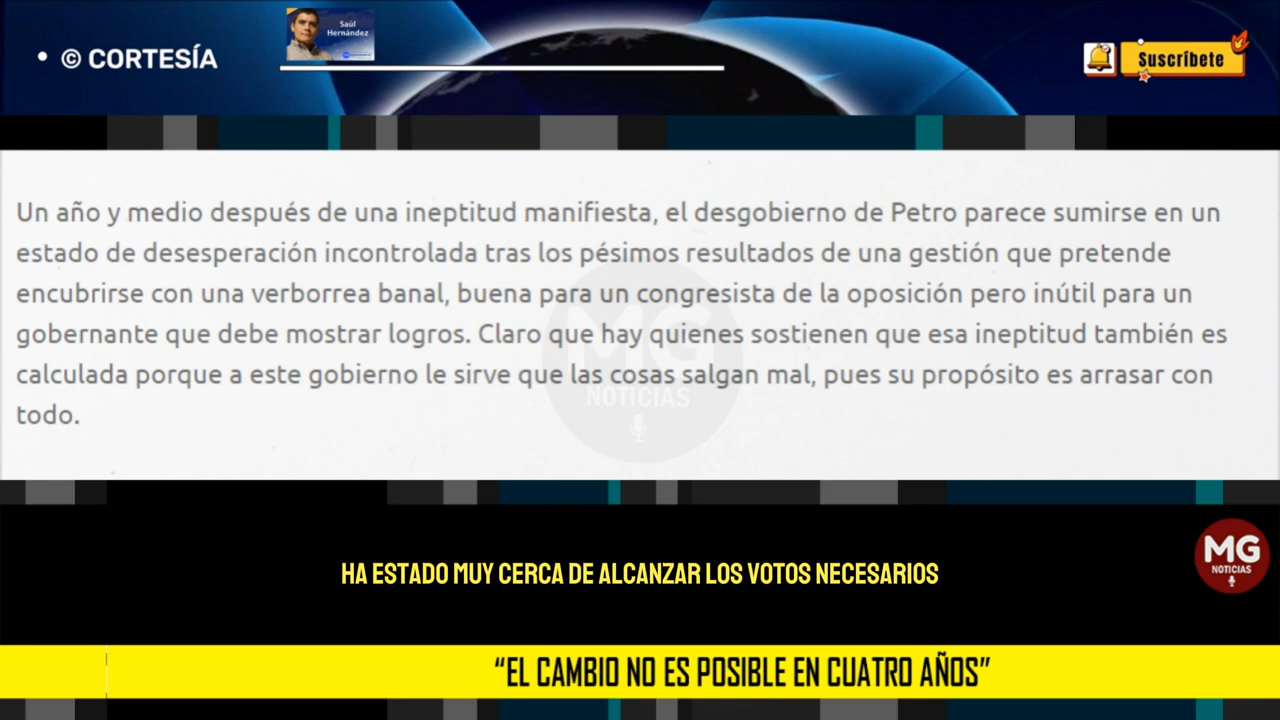 • © CORTESÍA
Saúl
Hernández
Suscríbete
Un año y medio después de una ineptitud manifiesta, el desgobierno de Petro parece sumirse en un
estado de desesperación incontrolada tras los pésimos resultados de una gestión que pretende
encubrirse con una verborrea banal, buena para un congresista de la oposición pero inútil para un
gobernante que debe mostrar logros. Claro que hay quienes sostienen que esa ineptitud también es
calculada porque a este gobierno le sirve que las cosas salgan mal, pues su propósito es arrasar con
todo.
MG
NOTICIAS
HA ESTADO MUY CERCA DE ALCANZAR LOS VOTOS NECESARIOS
MG
NOTICIAS
“EL CAMBIO NO ES POSIBLE EN CUATRO AÑOS”